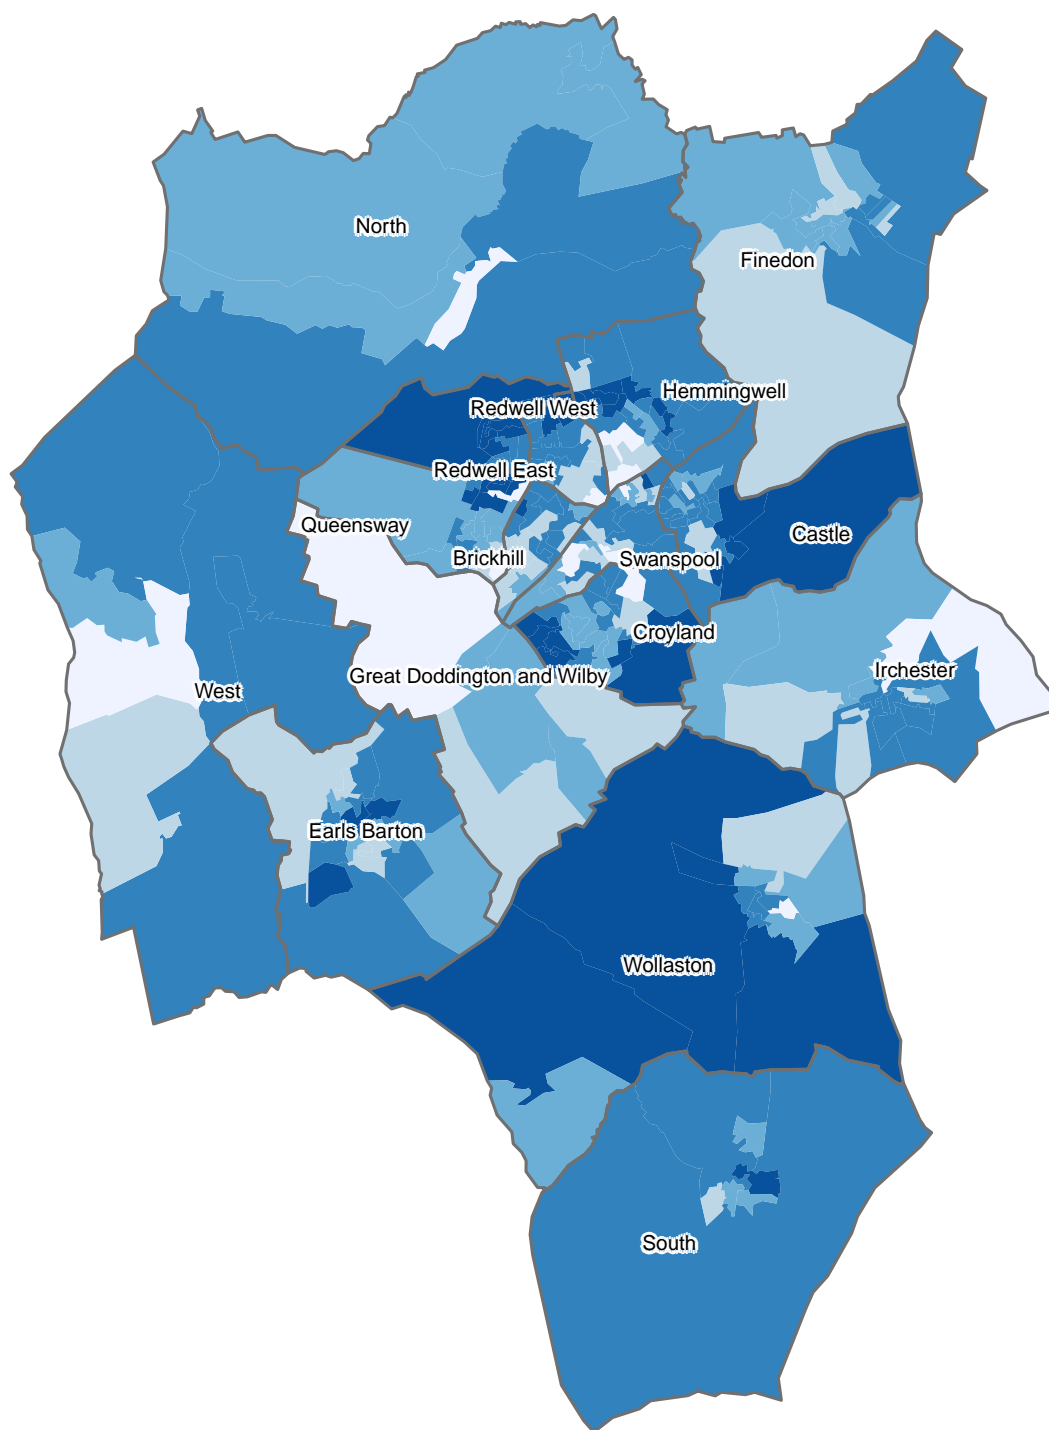 North
Finedon
Hemmingwell
Redwell West
Redwell East
Queensway
Castle
Brickhill
Swanspool
Croyland
Irchester
Great Doddington and Wilby
West
Earls Barton
Wollaston
South